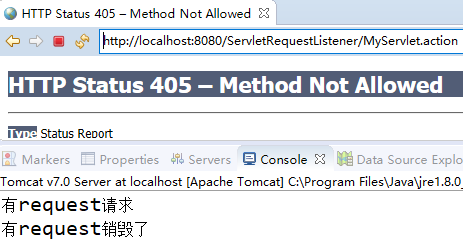 HTTP Status 405 – Method Not Allowed
http://localhost:8080/ServletRequestListener/MyServlet.action
HTTP Status 405 – Method Not Allowed
Type Status Report
Markers Properties Servers Console Data Source Explo
Tomcat v7.0 Server at localhost [Apache Tomcat] C:\Program Files\Java\jre1.8.0_
有request请求
有request销毁了